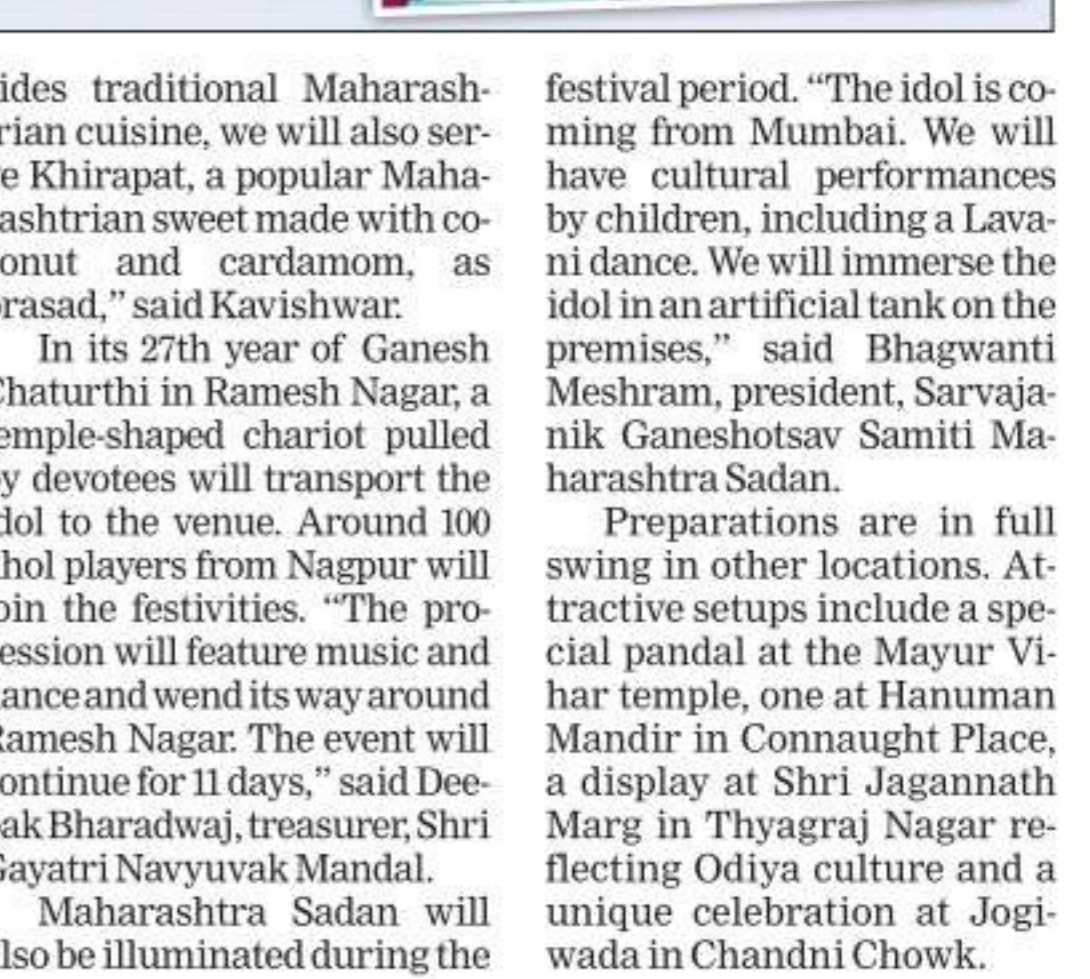 ides traditional Maharash-
rian cuisine, we will also ser-
e Khirapat, a popular Maha-
ashtrian sweet made with co-
onut and cardamom, as
prasad,” said Kavishwar.
In its 27th year of Ganesh
Chaturthi in Ramesh Nagar, a
emple-shaped chariot pulled
by devotees will transport the
dol to the venue. Around 100
hol players from Nagpur will
oin the festivities. “The pro-
ession will feature music and
ance and wend its way around
Ramesh Nagar. The event will
ontinue for 11 days,” said Dee-
pak Bharadwaj, treasurer, Shri
Gayatri Navyuvak Mandal.
Maharashtra Sadan will
lso be illuminated during the
festival period. “The idol is co-
ming from Mumbai. We will
have cultural performances
by children, including a Lava-
ni dance. We will immerse the
idol in an artificial tank on the
premises,” said Bhagwanti
Meshram, president, Sarvaja-
nik Ganeshotsav Samiti Ma-
harashtra Sadan.
Preparations are in full
swing in other locations. At-
tractive setups include a spe-
cial pandal at the Mayur Vi-
har temple, one at Hanuman
Mandir in Connaught Place,
a display at Shri Jagannath
Marg in Thyagraj Nagar re-
flecting Odiya culture and a
unique celebration at Jogi-
wada in Chandni Chowk.